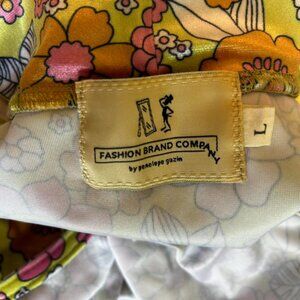 FASHION BRAND COMPANY
by penelope gazin
L